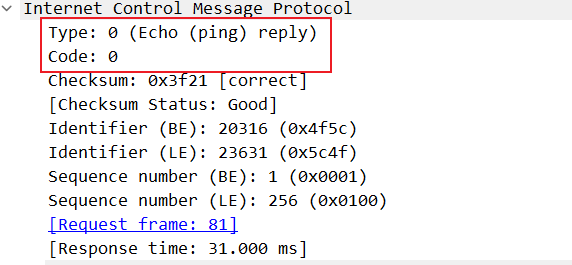 Internet Control Message Protocol
Type: 0 (Echo (ping) reply)
Code: 0
Checksum: 0x3f21 [correct]
[Checksum Status: Good]
Identifier (BE): 20316 (0x4f5c)
Identifier (LE): 23631 (0x5c4f)
Sequence number (BE): 1 (0x0001)
Sequence number (LE): 256 (0x0100)
[Request frame: 81]
[Response time: 31.000 ms]